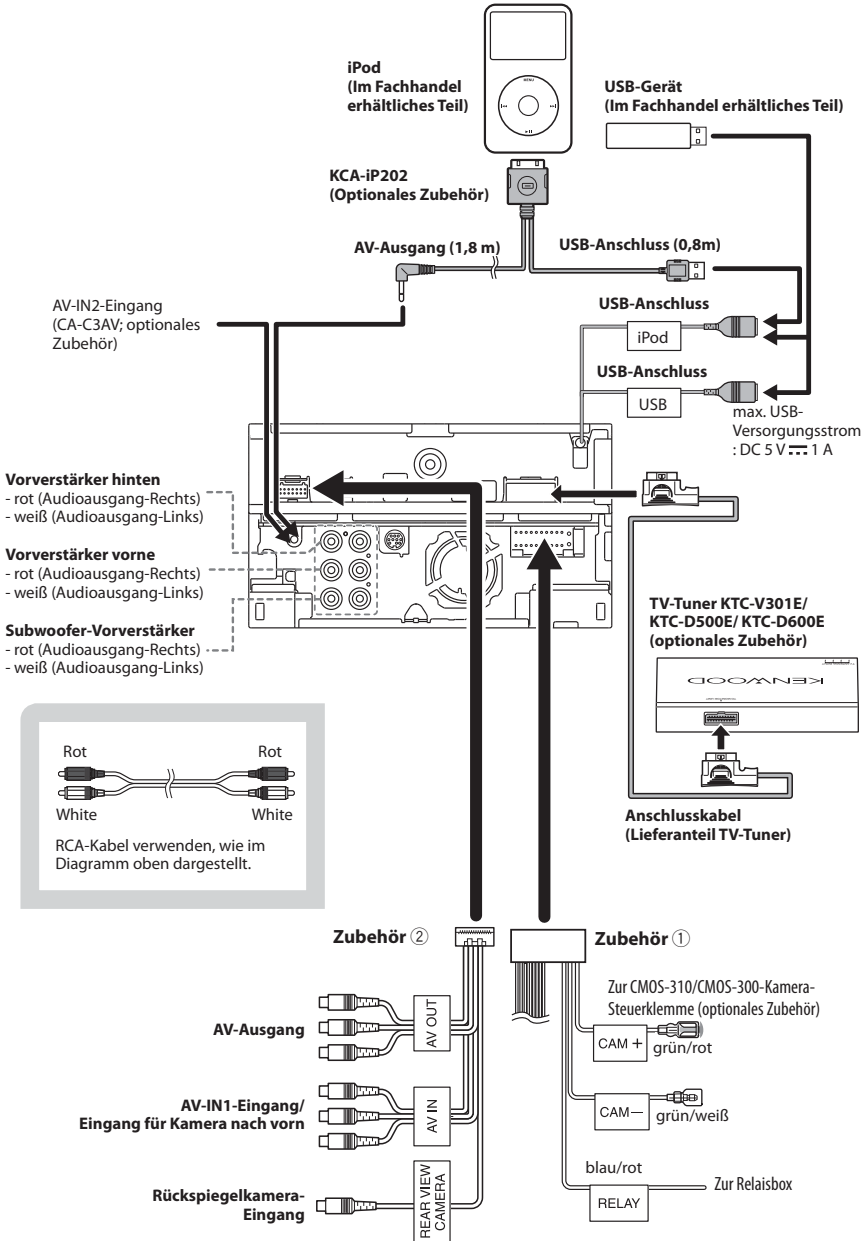 iPod
(Im Fachhandel
erhältliches Teil)
MENU
USB-Gerät
(Im Fachhandel erhältliches Teil)
KCA-iP202
(Optionales Zubehör)
AV-Ausgang (1,8 m)
USB-Anschluss (0,8m)
AV-IN2-Eingang
(CA-C3AV; optionales
Zubehör)
USB-Anschluss
iPod
USB-Anschluss
USB
max. USB-
Versorgungsstrom
: DC 5 V ⎓ 1 A
Vorverstärker hinten
- rot (Audioausgang-Rechts)
- weiß (Audioausgang-Links)
Vorverstärker vorne
- rot (Audioausgang-Rechts)
- weiß (Audioausgang-Links)
Subwoofer-Vorverstärker
- rot (Audioausgang-Rechts)
- weiß (Audioausgang-Links)
TV-Tuner KTC-V301E/
KTC-D500E/ KTC-D600E
(optionales Zubehör)
KENWOOD
Anschlusskabel
(Lieferanteil TV-Tuner)
Rot Rot
White White
RCA-Kabel verwenden, wie im
Diagramm oben dargestellt.
Zubehör ②
Zubehör ①
Zur CMOS-310/CMOS-300-Kamera-
Steuerklemme (optionales Zubehör)
AV-Ausgang
AV OUT
CAM +
grün/rot
AV-IN1-Eingang/
Eingang für Kamera nach vorn
AV IN
CAM—
grün/weiß
Rückspiegelkamera-
Eingang
REAR VIEW
CAMERA
blau/rot
RELAY
Zur Relaisbox